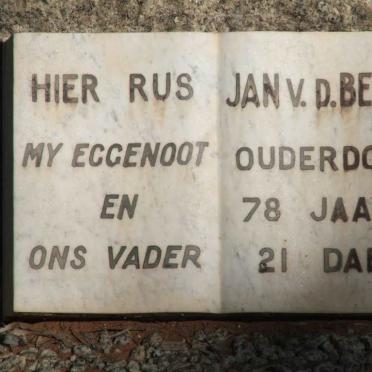 HIER RUS
MY EGGENOOT
EN
ONS VADER
JAN V. D. BE
OUDERDO
78 JAA
21 DA